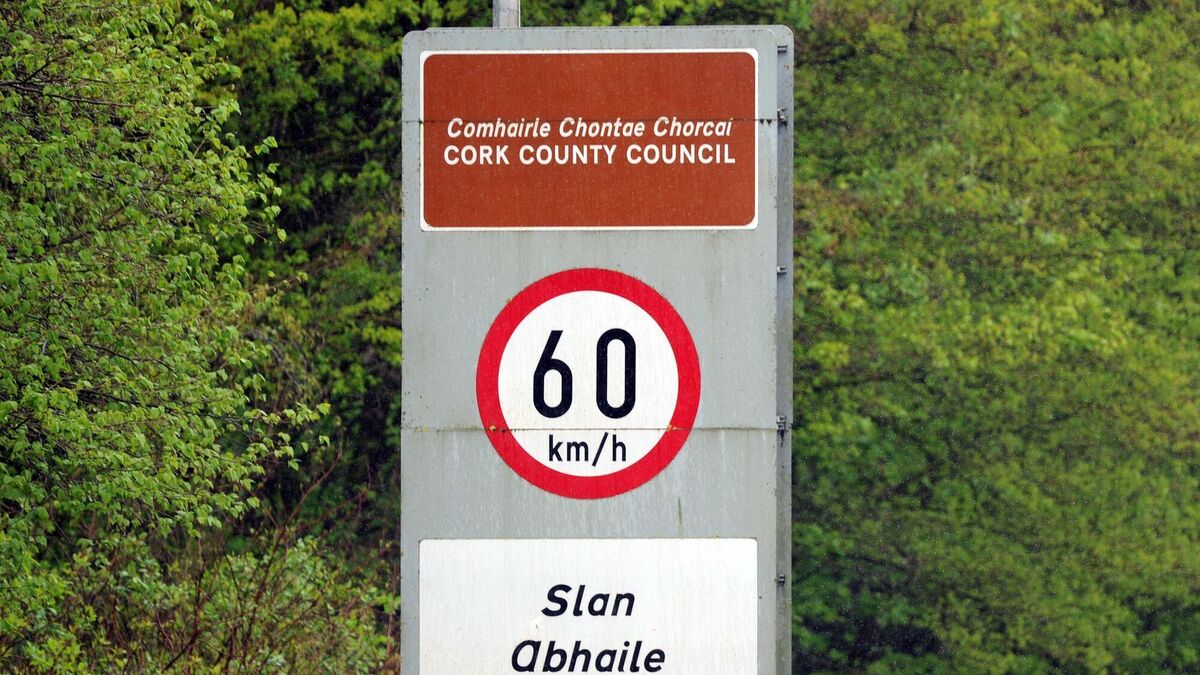 Comhairle Chontae Chorcaí
CORK COUNTY COUNCIL
60
km/h
Slan
Abhaile